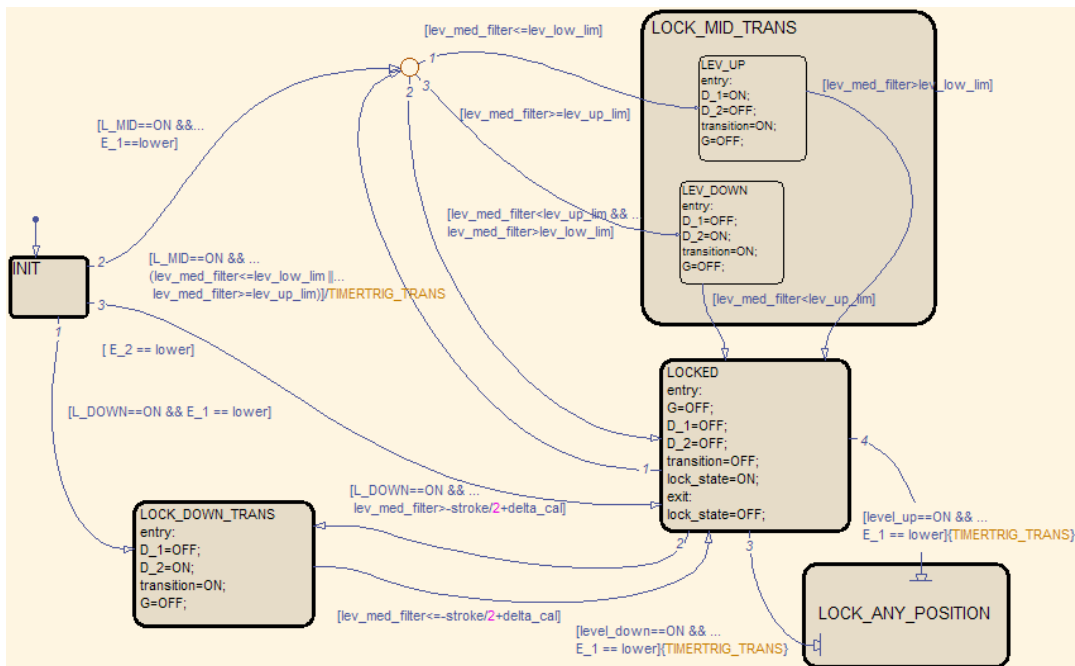 [lev_med_filter<=lev_low_lim]
1
2
3
LOCK_MID_TRANS
LEV_UP
entry:
D_1=ON;
D_2=OFF;
transition=ON;
G=OFF;
[lev_med_filter>lev_low_lim]
[lev_med_filter>=lev_up_lim]
[L_MID==ON &&...
E_1==lower]
LEV_DOWN
entry:
D_1=OFF;
D_2=ON;
transition=ON;
G=OFF;
[lev_med_filter<lev_up_lim && ...
lev_med_filter>lev_low_lim]
[lev_med_filter<lev_up_lim]
INIT
2
3
1
[L_MID==ON && ...
(lev_med_filter<=lev_low_lim ||...
lev_med_filter>=lev_up_lim)]/TIMERTRIG_TRANS
[ E_2 == lower]
[L_DOWN==ON && E_1 == lower]
LOCKED
entry:
G=OFF;
D_1=OFF;
D_2=OFF;
transition=OFF;
lock_state=ON;
exit:
lock_state=OFF;
1
2
3
4
[L_DOWN==ON && ...
lev_med_filter>-stroke/2+delta_cal]
LOCK_DOWN_TRANS
entry:
D_1=OFF;
D_2=ON;
transition=ON;
G=OFF;
[lev_med_filter<=-stroke/2+delta_cal]
[level_up==ON && ...
E_1 == lower]{TIMERTRIG_TRANS}
[level_down==ON && ...
E_1 == lower]{TIMERTRIG_TRANS}
LOCK_ANY_POSITION